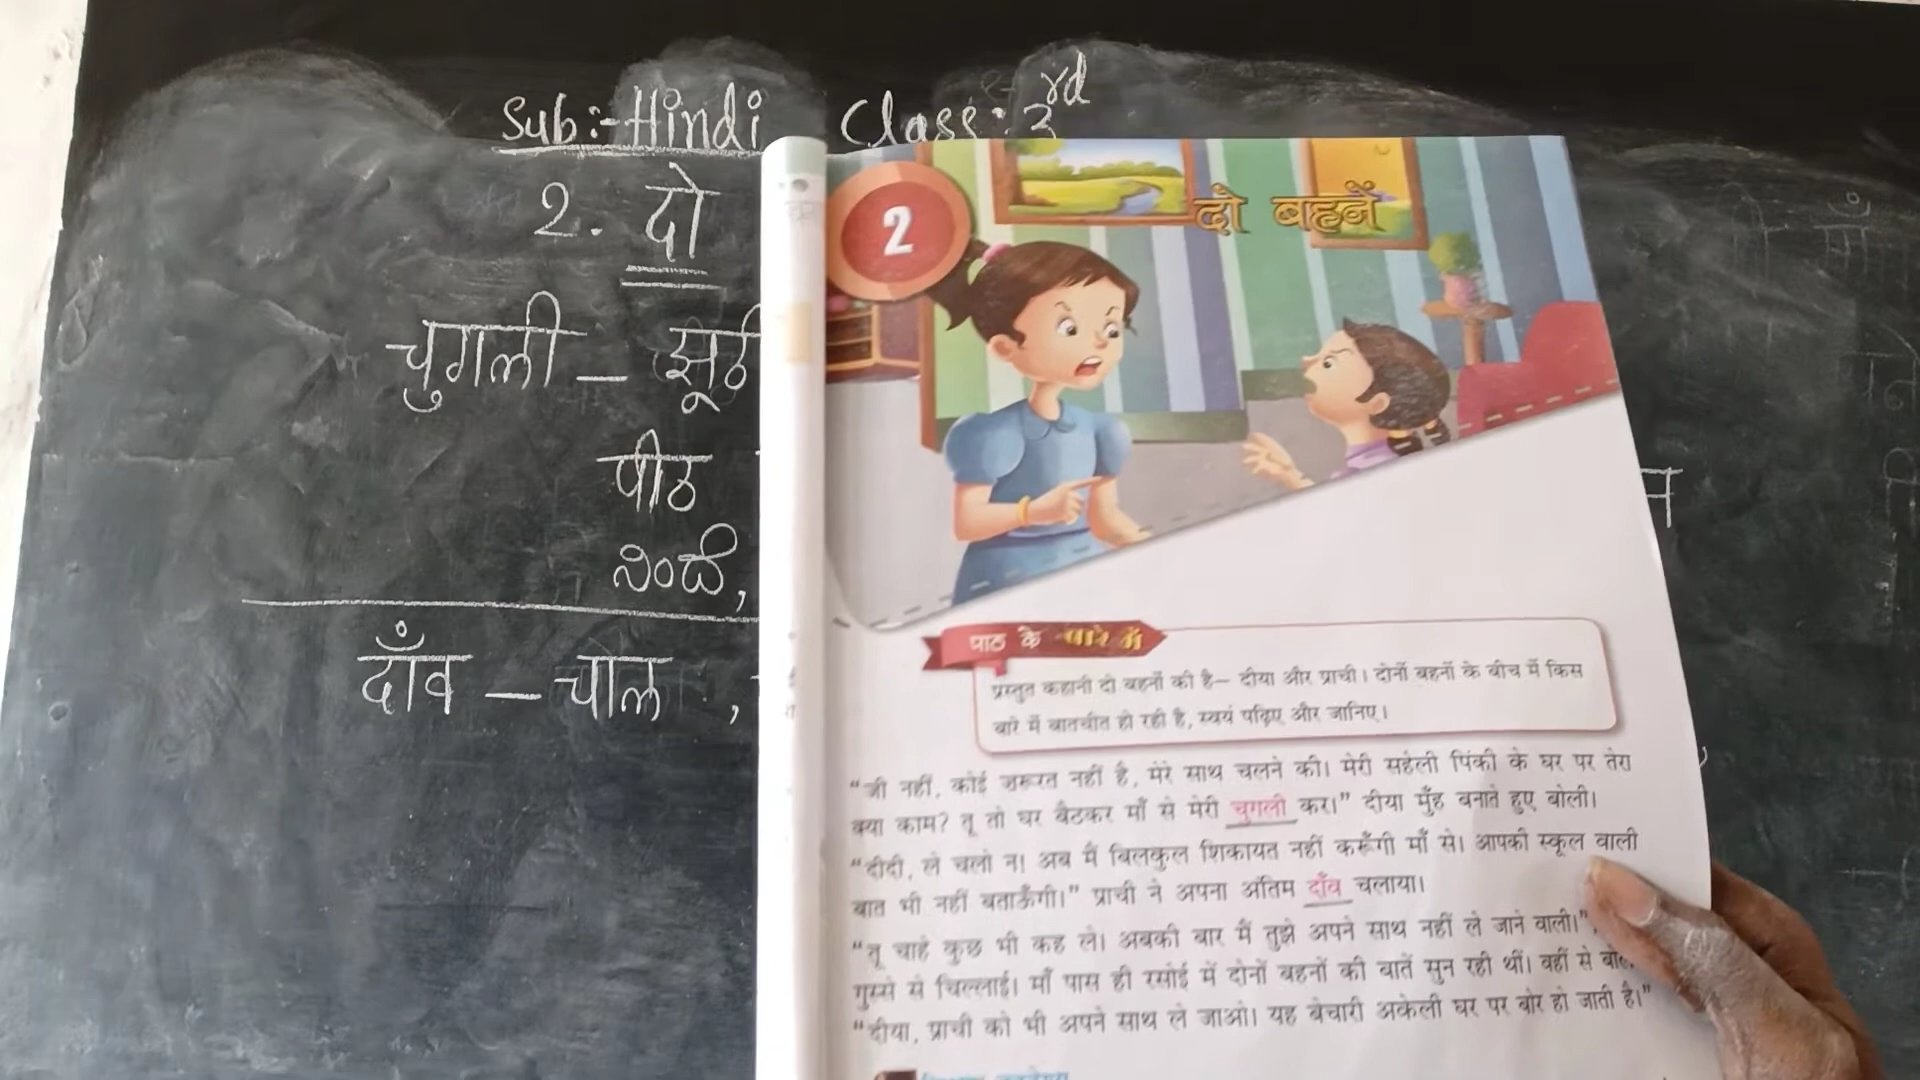 Sub:- Hindi Class: 3rd
2. दो
चुगली – झूठ
पीठ
ನಿಂದೆ,
दाँव – चाल ,
2
दो बहनें
पाठ के बारे में
प्रस्तुत कहानी दो बहनों की है– दीया और प्राची। दोनों बहनों के बीच में किस
बारे में बातचीत हो रही है, स्वयं पढ़िए और जानिए।
“जी नहीं, कोई ज़रूरत नहीं है, मेरे साथ चलने की। मेरी सहेली पिंकी के घर पर तेरा
क्या काम? तू तो घर बैठकर माँ से मेरी चुगली कर।” दीया मुँह बनाते हुए बोली।
“दीदी, ले चलो न! अब मैं बिलकुल शिकायत नहीं करूँगी माँ से। आपकी स्कूल वाली
बात भी नहीं बताऊँगी।” प्राची ने अपना अंतिम दाँव चलाया।
“तू चाहे कुछ भी कह ले। अबकी बार मैं तुझे अपने साथ नहीं ले जाने वाली।”
गुस्से से चिल्लाई। माँ पास ही रसोई में दोनों बहनों की बातें सुन रही थीं। वहीं से
“दीया, प्राची को भी अपने साथ ले जाओ। यह बेचारी अकेली घर पर बोर हो जाती है।”